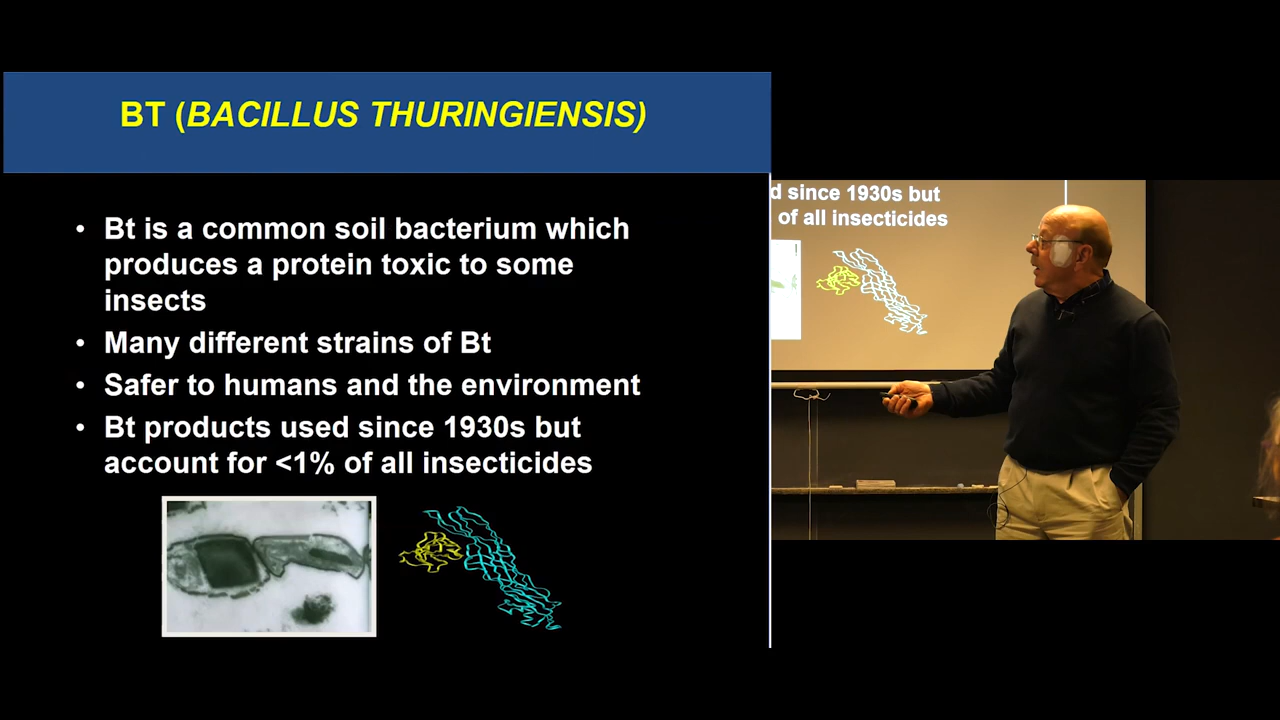 BT (BACILLUS THURINGIENSIS)
• Bt is a common soil bacterium which
produces a protein toxic to some
insects
• Many different strains of Bt
• Safer to humans and the environment
• Bt products used since 1930s but
account for <1% of all insecticides
d since 1930s but
of all insecticides